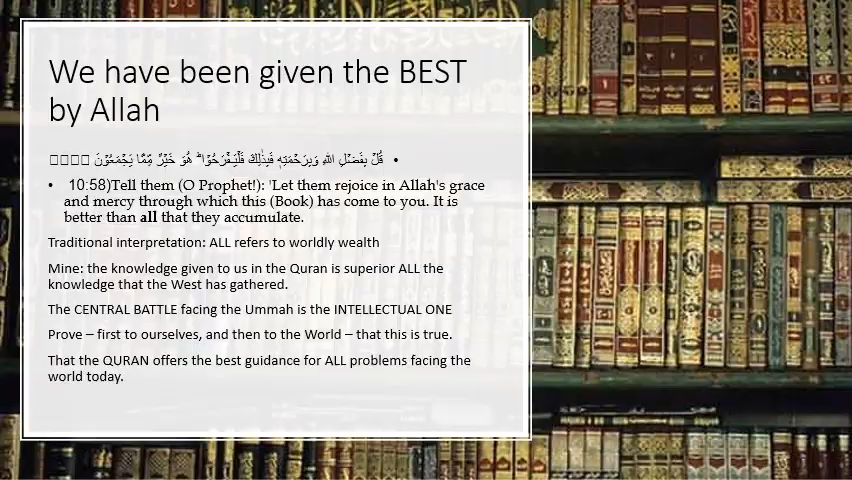 We have been given the BEST
by Allah
• قُلْ بِفَضْلِ اللّٰهِ وَبِرَحْمَتِهٖ فَبِذٰلِكَ فَلْيَـفْرَحُوْا ؕ هُوَ خَيْرٌ مِّمَّا يَجْمَعُوْنَ
• 10:58)Tell them (O Prophet!): 'Let them rejoice in Allah's grace
and mercy through which this (Book) has come to you. It is
better than all that they accumulate.
Traditional interpretation: ALL refers to worldly wealth
Mine: the knowledge given to us in the Quran is superior ALL the
knowledge that the West has gathered.
The CENTRAL BATTLE facing the Ummah is the INTELLECTUAL ONE
Prove – first to ourselves, and then to the World – that this is true.
That the QURAN offers the best guidance for ALL problems facing the
world today.